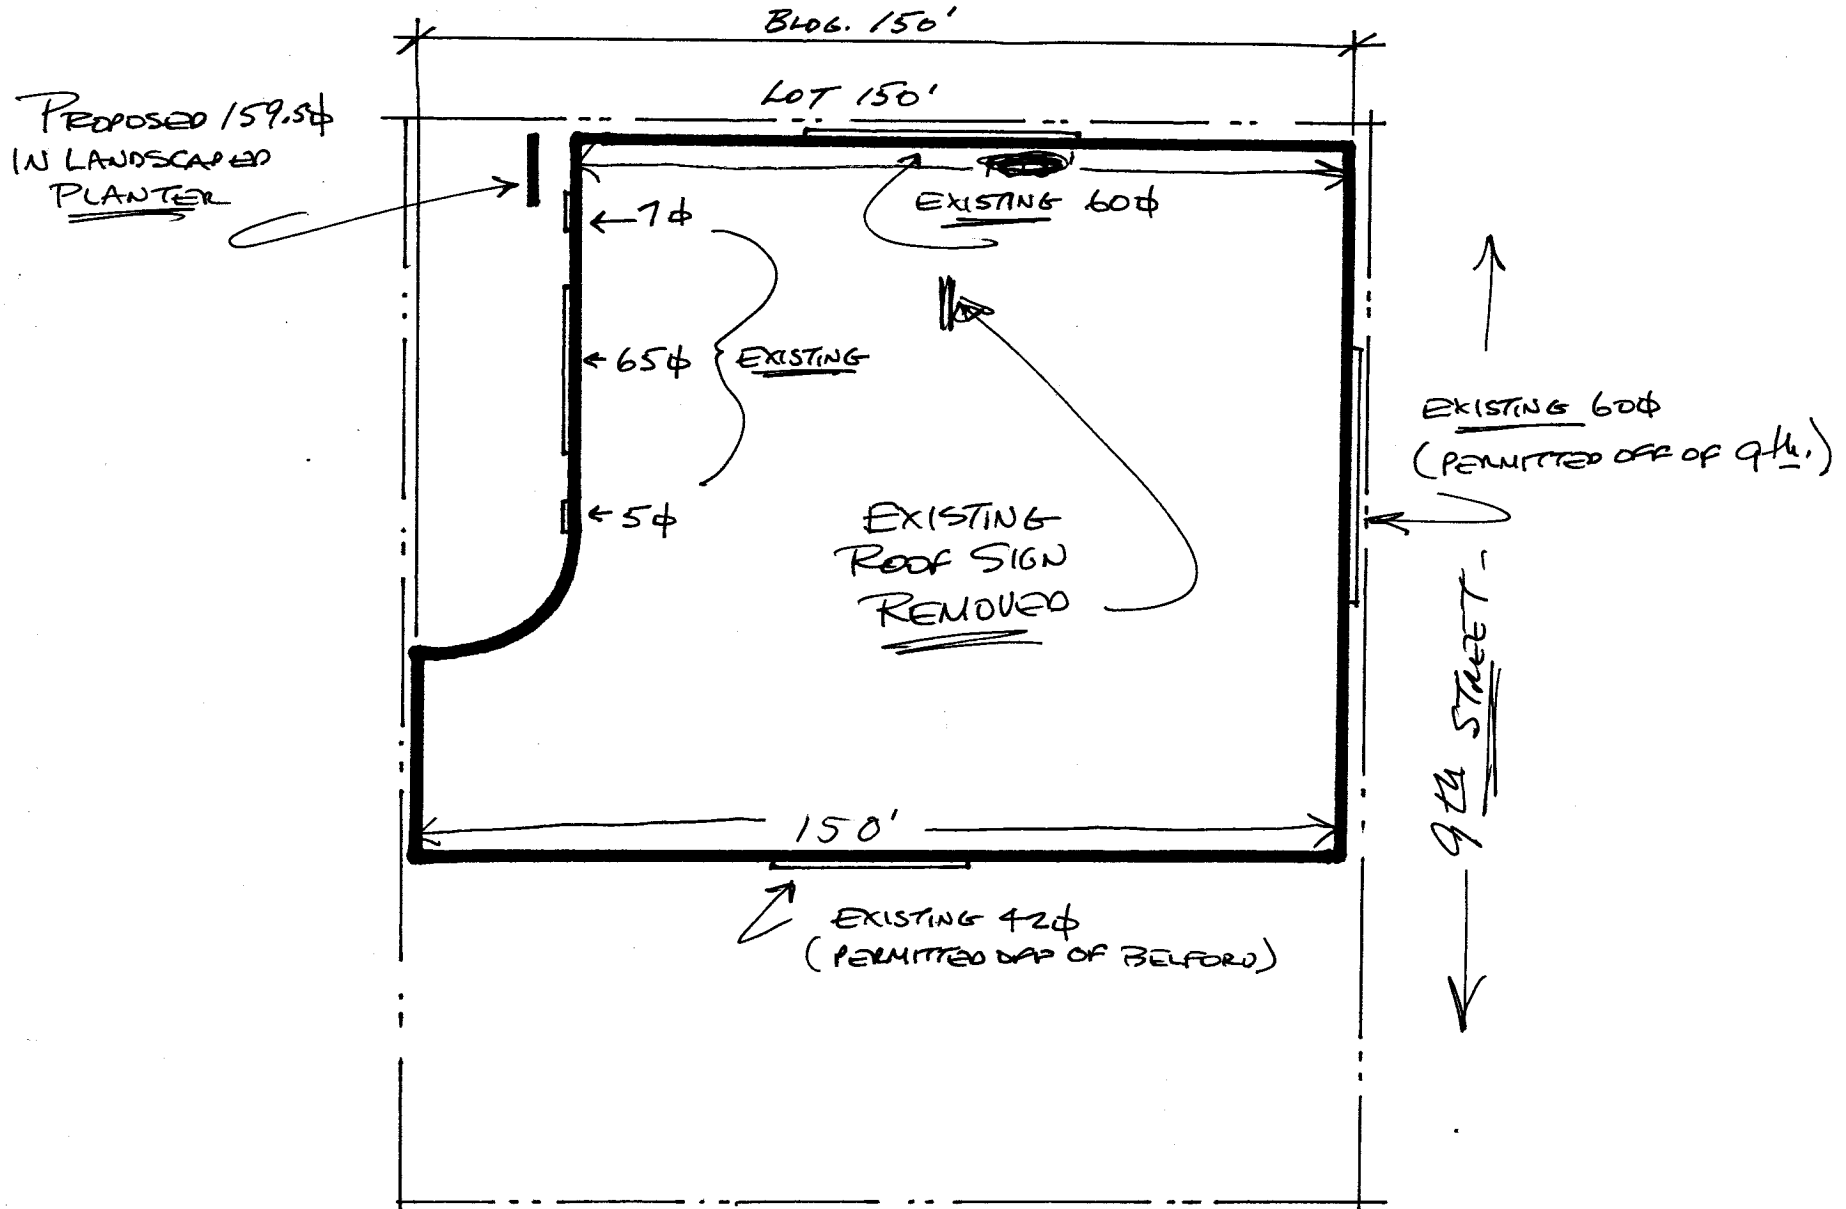 BLDG. 150'
LOT 150'
PROPOSED 159.5⌽
IN LANDSCAPED
PLANTER
EXISTING 60⌽
←7⌽
←65⌽
EXISTING
←5⌽
EXISTING
ROOF SIGN
REMOVED
EXISTING 60⌽
(PERMITTED OFF OF 9th.)
9th STREET
150'
EXISTING 42⌽
(PERMITTED OFF OF BELFORD)